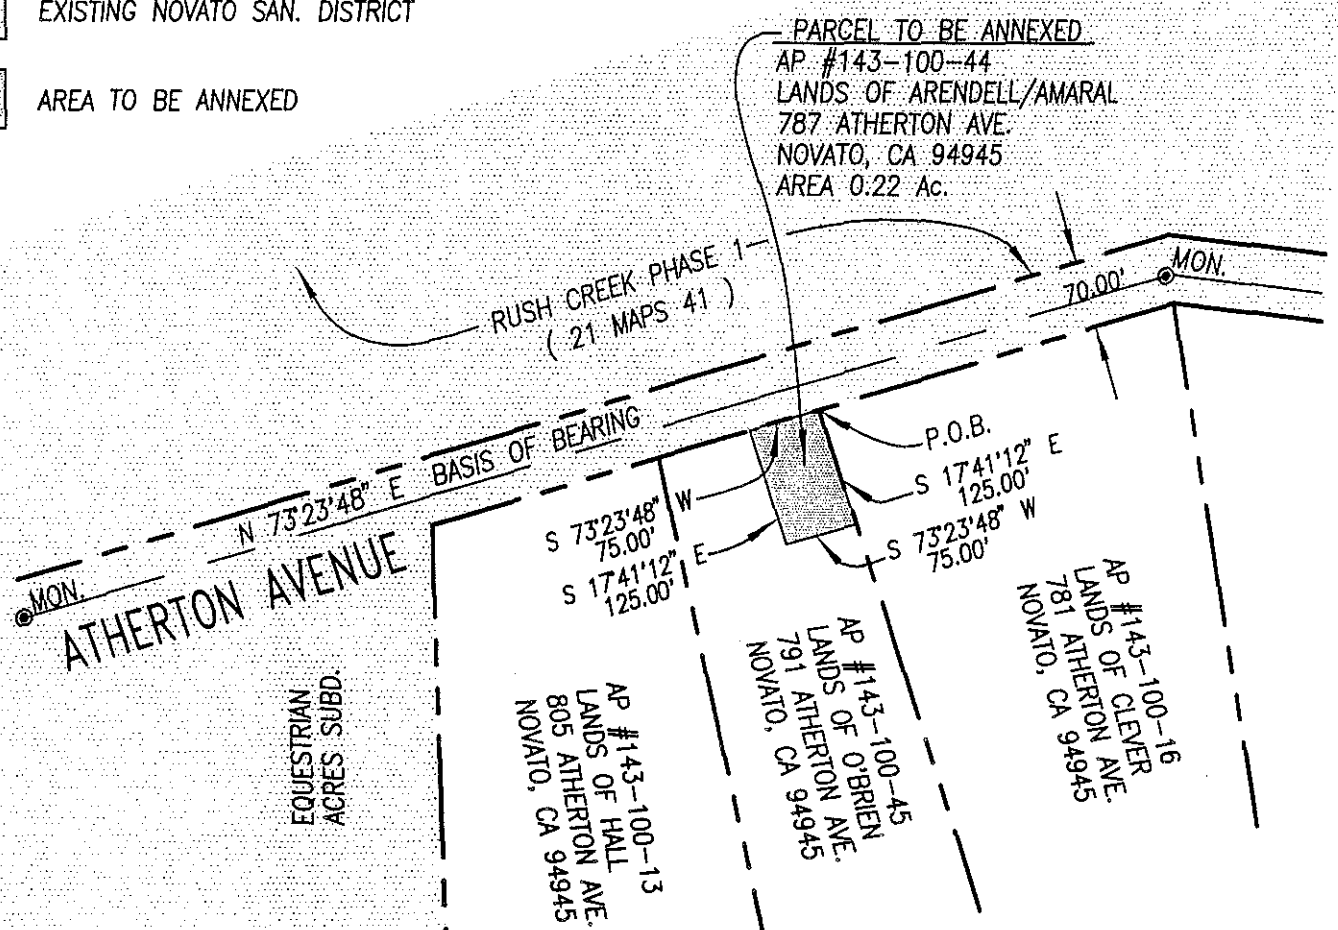 EXISTING NOVATO SAN. DISTRICT
AREA TO BE ANNEXED
PARCEL TO BE ANNEXED
AP #143-100-44
LANDS OF ARENDELL/AMARAL
787 ATHERTON AVE.
NOVATO, CA 94945
AREA 0.22 Ac.
RUSH CREEK PHASE 1
( 21 MAPS 41 )
70.00'
MON.
N 73°23'48" E BASIS OF BEARING
MON.
ATHERTON AVENUE
P.O.B.
S 17°41'12" E
125.00'
S 73°23'48" W
75.00'
S 73°23'48" W
75.00'
S 17°41'12" E
125.00'
EQUESTRIAN
ACRES SUBD.
AP #143-100-13
LANDS OF HALL
805 ATHERTON AVE.
NOVATO, CA 94945
AP #143-100-45
LANDS OF O'BRIEN
791 ATHERTON AVE.
NOVATO, CA 94945
AP #143-100-16
LANDS OF CLEVER
781 ATHERTON AVE.
NOVATO, CA 94945